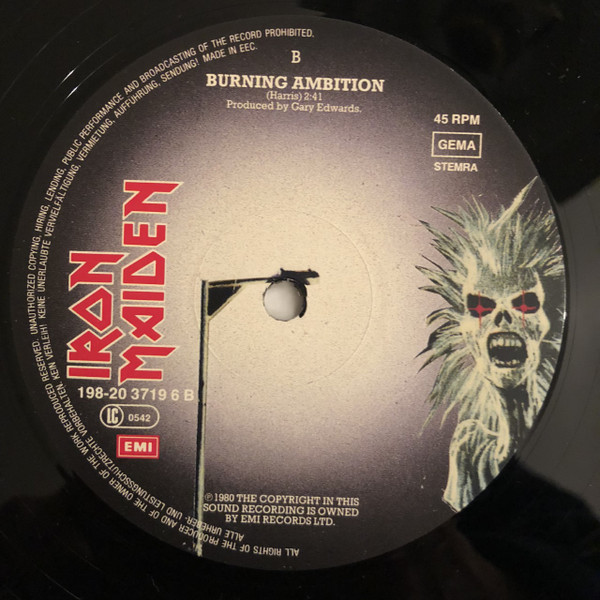 B
BURNING AMBITION
(Harris) 2:41
Produced by Gary Edwards.
45 RPM
GEMA
STEMRA
IRON
MAIDEN
198-20 3719 6 B
LC 0542
EMI
℗ 1980 THE COPYRIGHT IN THIS
SOUND RECORDING IS OWNED
BY EMI RECORDS LTD.
ALL RIGHTS OF THE PRODUCER AND OF THE OWNER OF THE WORK REPRODUCED RESERVED. UNAUTHORIZED COPYING, HIRING, LENDING, PUBLIC PERFORMANCE AND BROADCASTING OF THE RECORD PROHIBITED.
ALLE URHEBER- UND LEISTUNGSSCHUTZRECHTE VORBEHALTEN. KEIN VERLEIH! KEINE UNERLAUBTE VERVIELFÄLTIGUNG, VERMIETUNG, AUFFÜHRUNG, SENDUNG! MADE IN EEC.